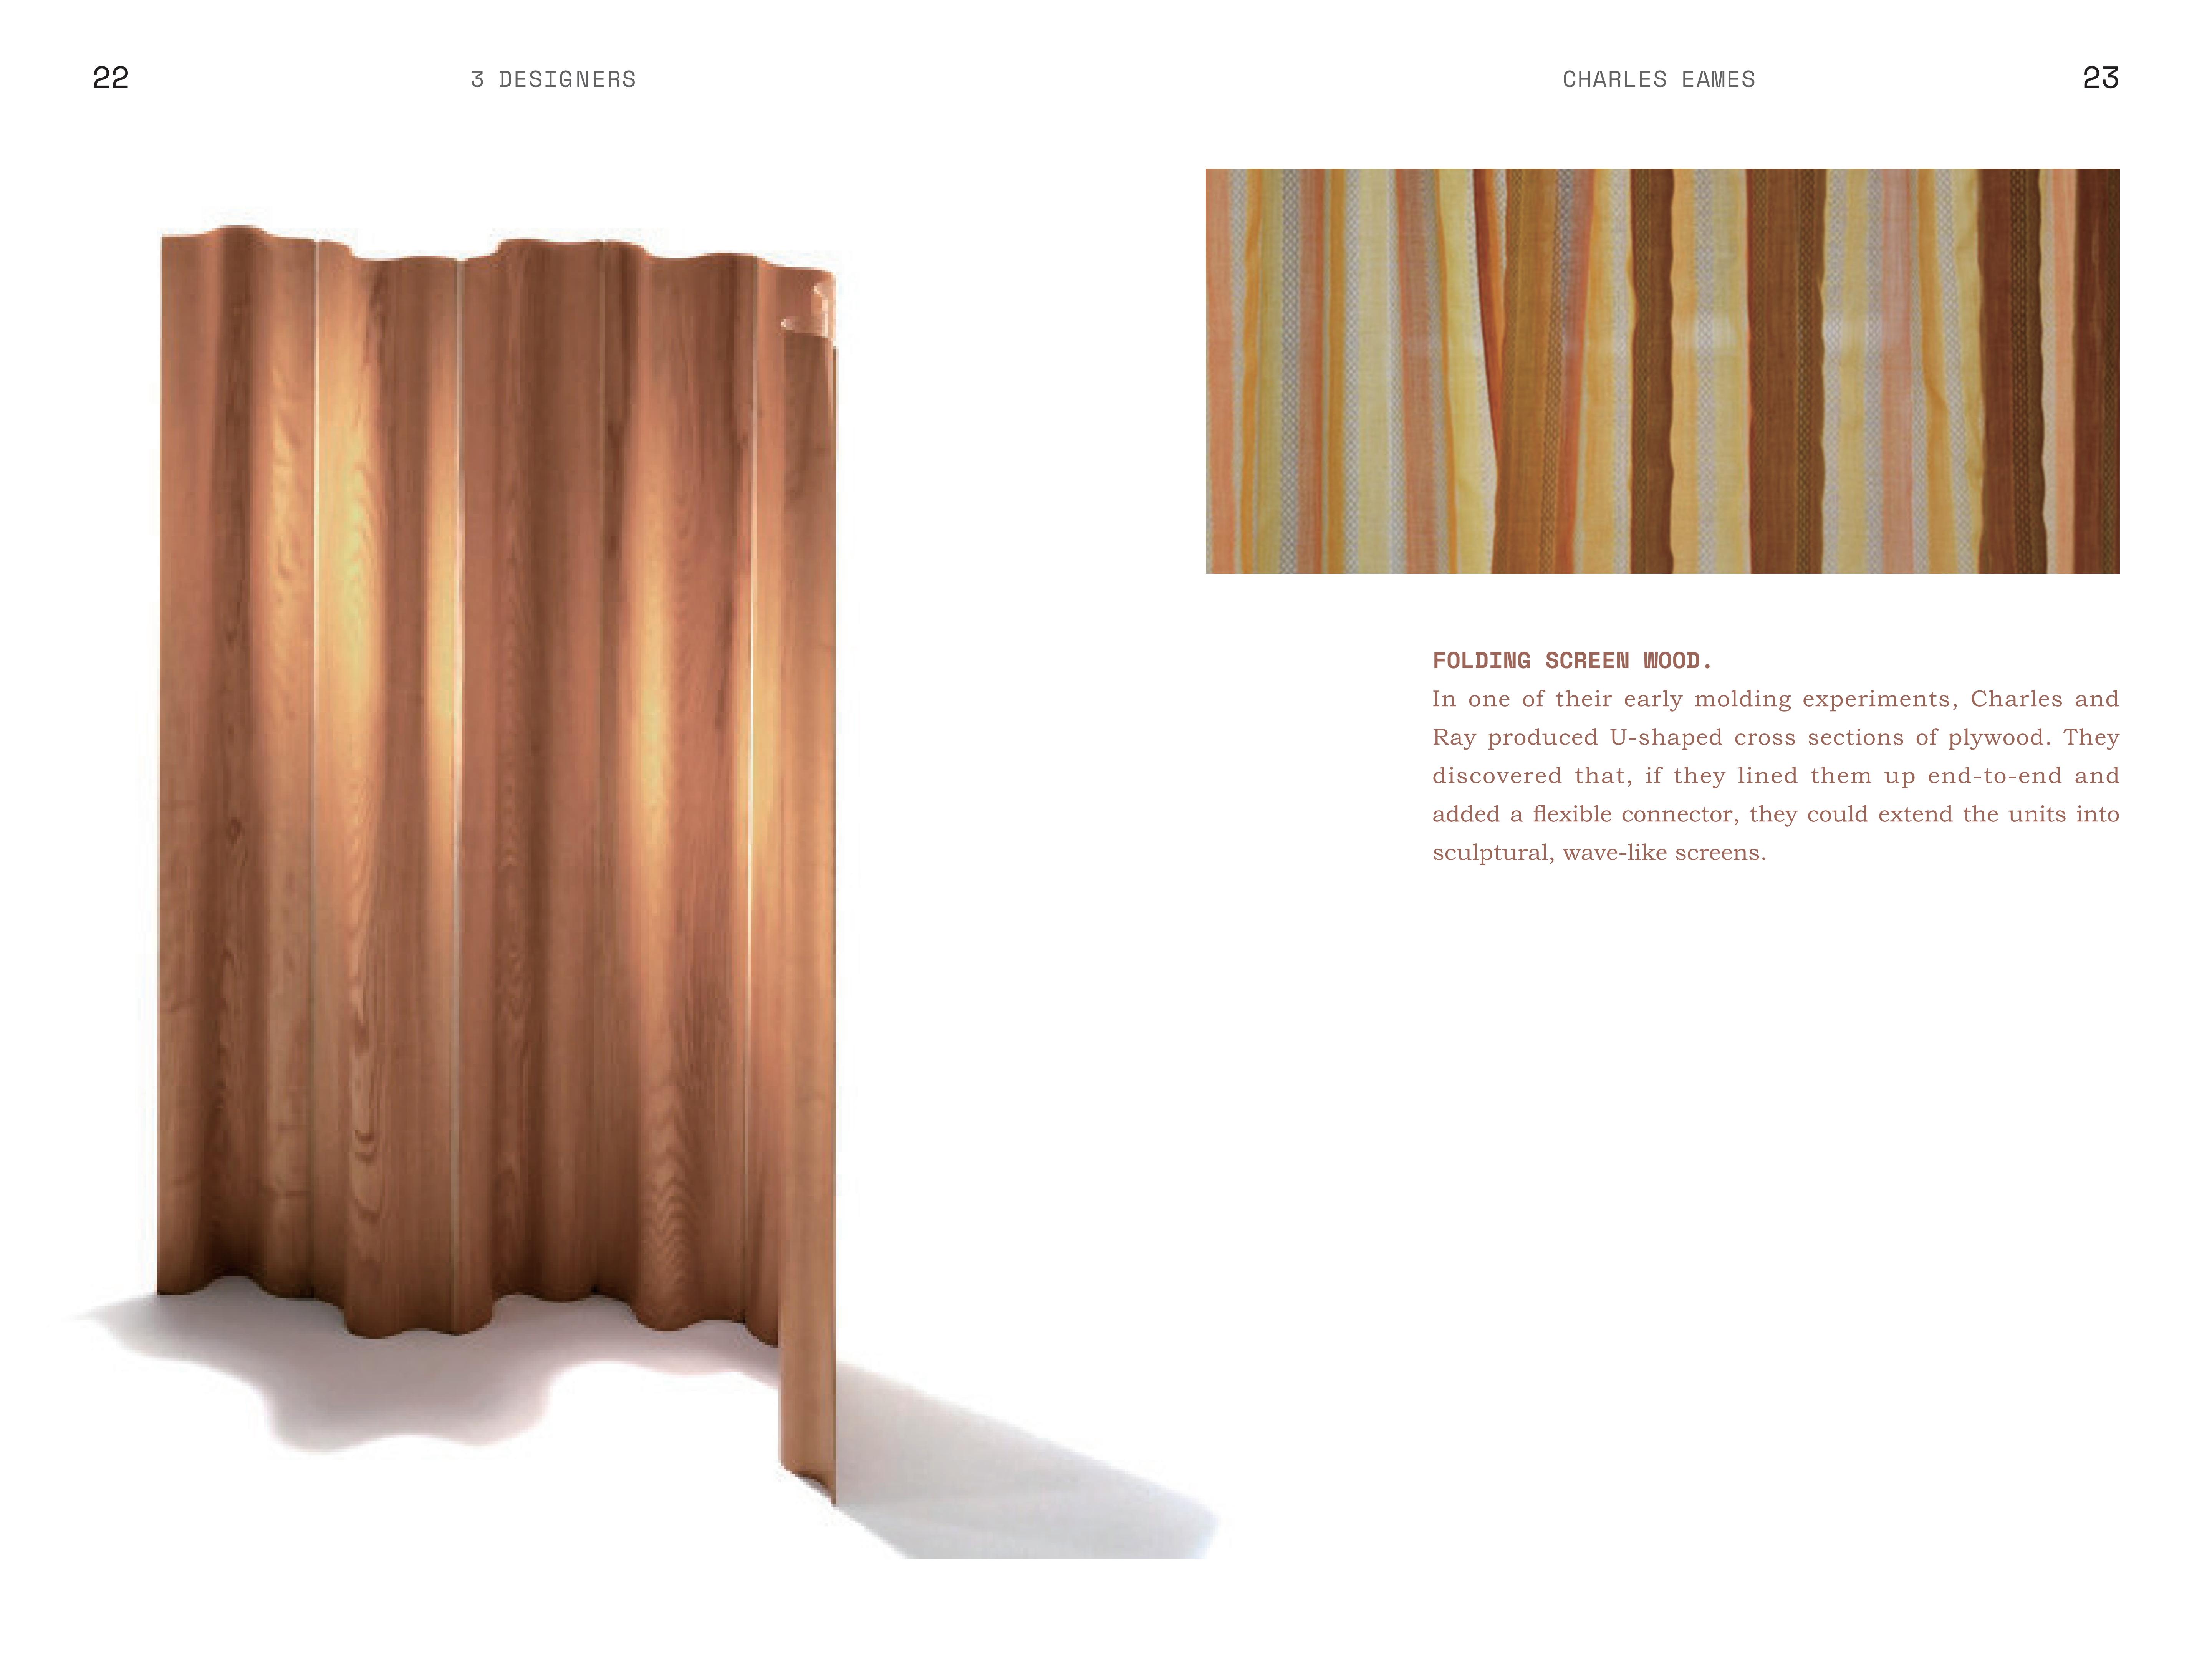 22
3 DESIGNERS
CHARLES EAMES
23
FOLDING SCREEN WOOD.
In one of their early molding experiments, Charles and
Ray produced U-shaped cross sections of plywood. They
discovered that, if they lined them up end-to-end and
added a flexible connector, they could extend the units into
sculptural, wave-like screens.